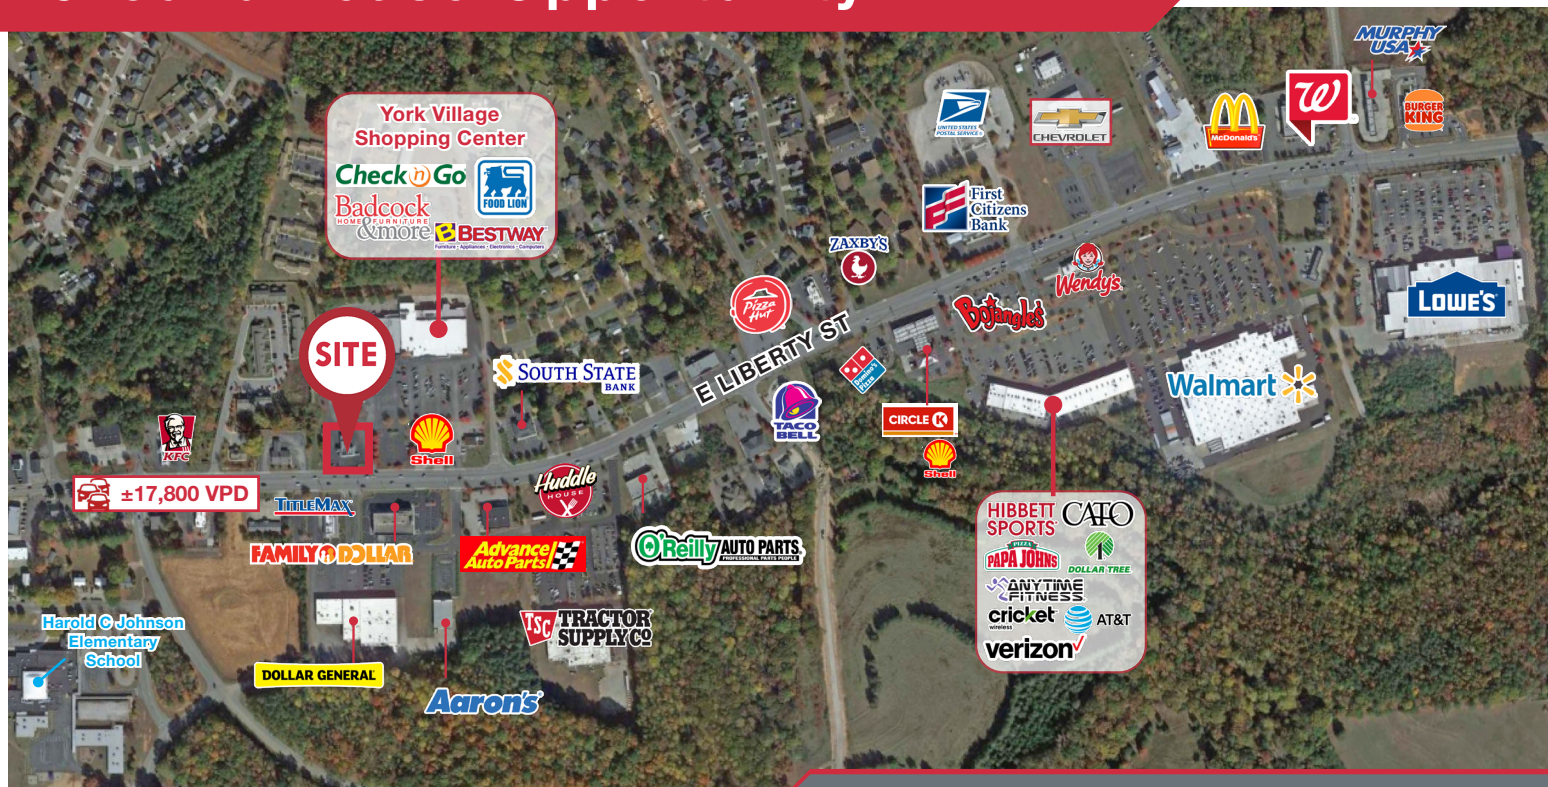 MURPHY
USA
York Village
Shopping Center
Check n Go
FOOD LION
Badcock
HOME FURNITURE
&more
BESTWAY
Furniture • Appliances • Electronics • Computers
UNITED STATES
POSTAL SERVICE
CHEVROLET
McDonald's
W
BURGER
KING
First
Citizens
Bank
ZAXBY'S
Wendy's
Pizza
Hut
Bojangles
LOWE'S
SITE
E LIBERTY ST
SOUTH STATE
BANK
Domino's
Pizza
Walmart
TACO
BELL
CIRCLE K
Shell
KFC
Shell
±17,800 VPD
TITLEMAX
Huddle
HOUSE
FAMILY DOLLAR
Advance
Auto Parts
O'Reilly AUTO PARTS
PROFESSIONAL PARTS PEOPLE
HIBBETT
SPORTS
CATO
PIZZA
PAPA JOHNS
DOLLAR TREE
ANYTIME
FITNESS
cricket
wireless
AT&T
verizon
Harold C Johnson
Elementary
School
TSC TRACTOR
SUPPLY CO
DOLLAR GENERAL
Aaron's